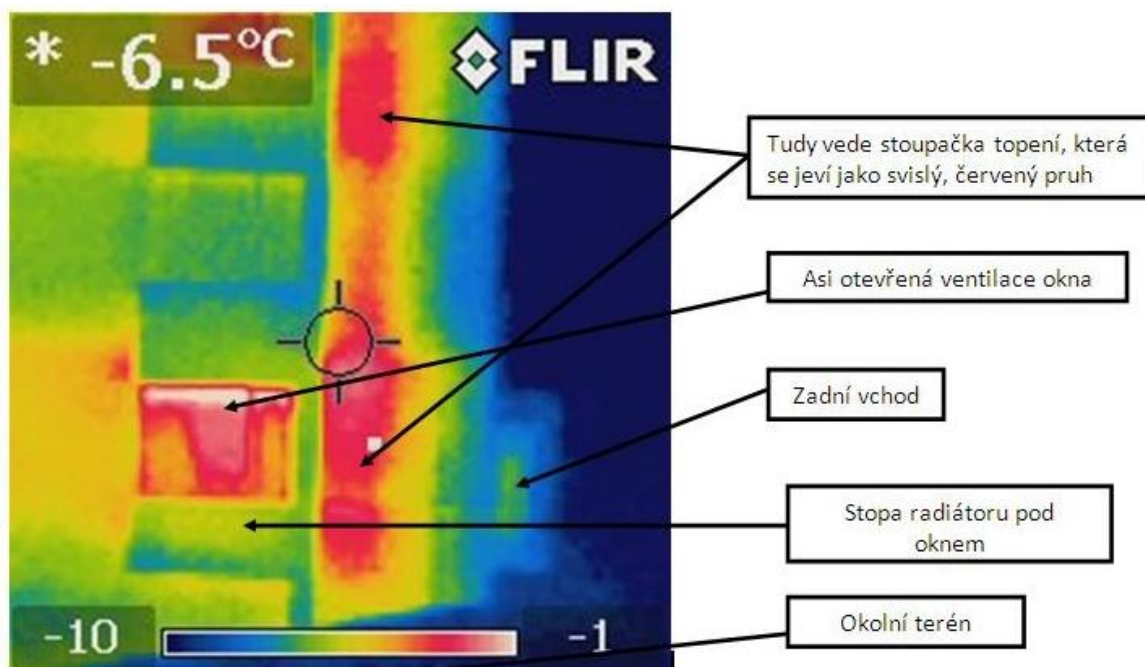 * -6.5°C
FLIR
Tudy vede stoupačka topení, která
se jeví jako svislý, červený pruh
Asi otevřená ventilace okna
Zadní vchod
Stopa radiátoru pod
oknem
Okolní terén
-10
-1